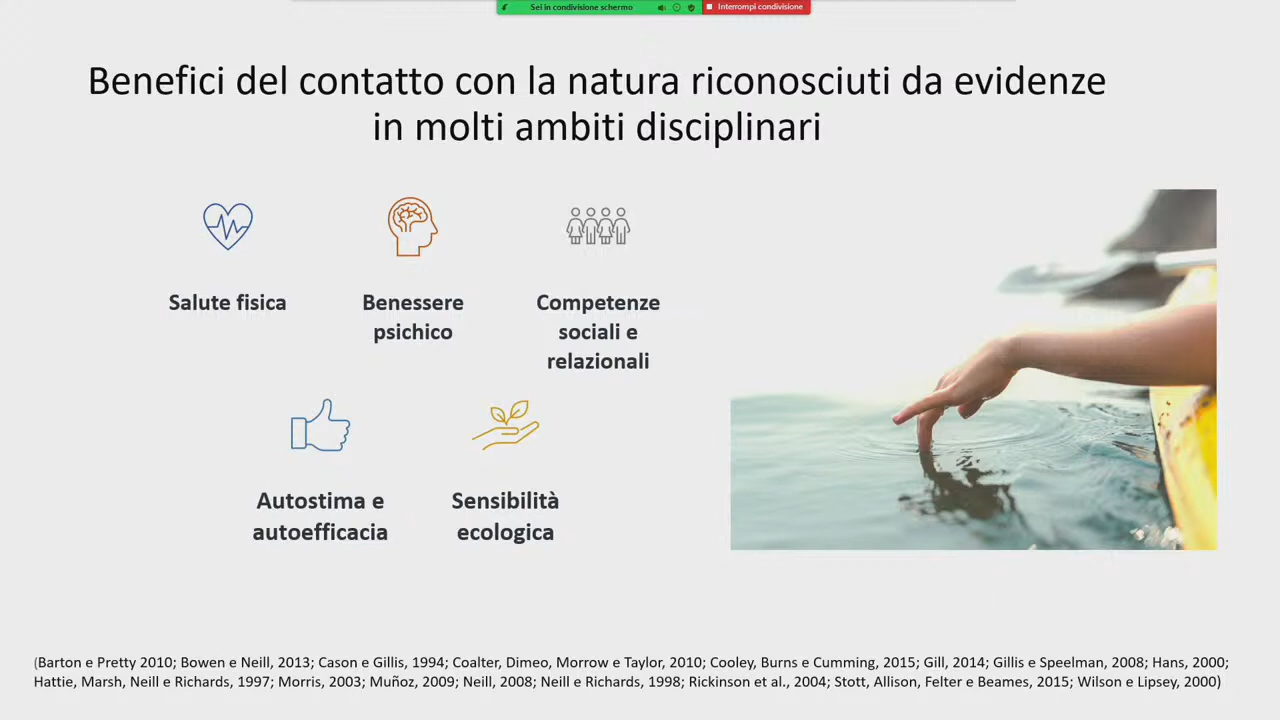 Sei in condivisione schermo
Interrompi condivisione
Benefici del contatto con la natura riconosciuti da evidenze
in molti ambiti disciplinari
Salute fisica
Benessere
psichico
Competenze
sociali e
relazionali
Autostima e
autoefficacia
Sensibilità
ecologica
(Barton e Pretty 2010; Bowen e Neill, 2013; Cason e Gillis, 1994; Coalter, Dimeo, Morrow e Taylor, 2010; Cooley, Burns e Cumming, 2015; Gill, 2014; Gillis e Speelman, 2008; Hans, 2000;
Hattie, Marsh, Neill e Richards, 1997; Morris, 2003; Muñoz, 2009; Neill, 2008; Neill e Richards, 1998; Rickinson et al., 2004; Stott, Allison, Felter e Beames, 2015; Wilson e Lipsey, 2000)